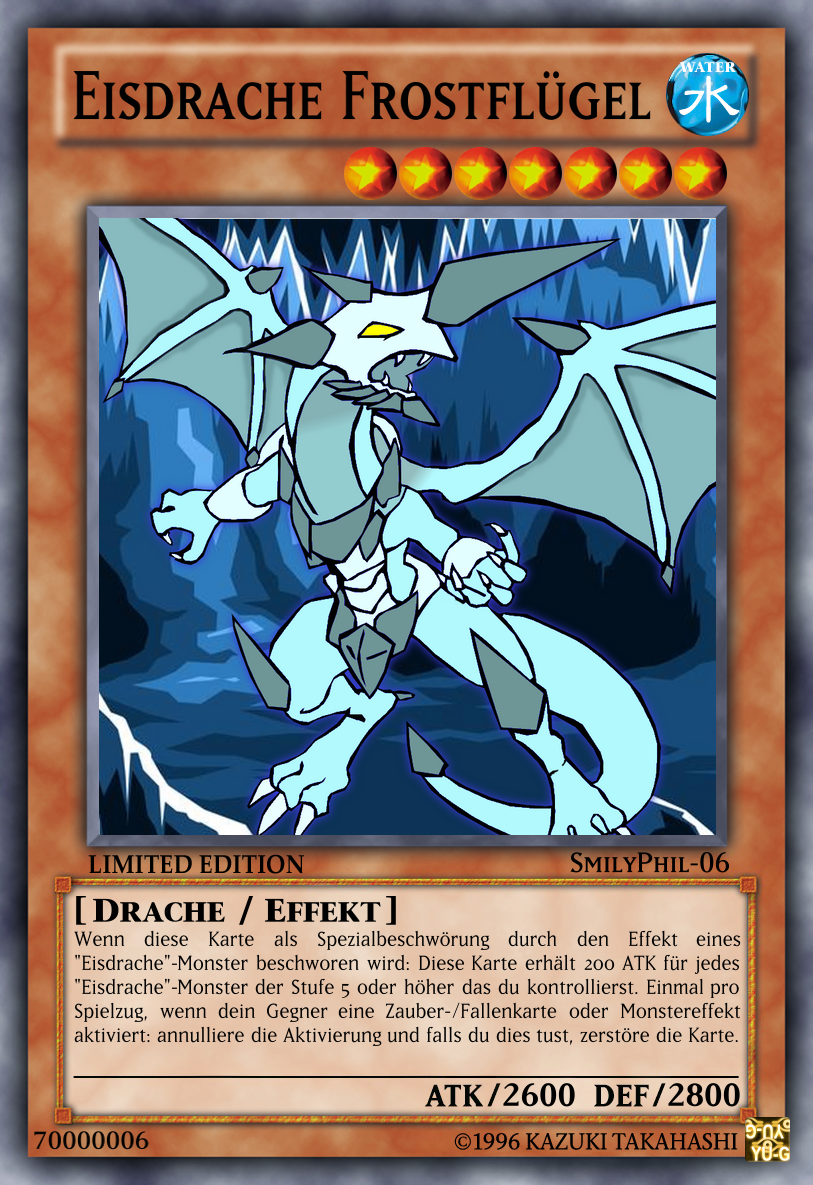 Eisdrache Frostflügel
WATER
水
LIMITED EDITION
SmilyPhil-06
[ Drache / Effekt ]
Wenn diese Karte als Spezialbeschwörung durch den Effekt eines
"Eisdrache"-Monster beschworen wird: Diese Karte erhält 200 ATK für jedes
"Eisdrache"-Monster der Stufe 5 oder höher das du kontrollierst. Einmal pro
Spielzug, wenn dein Gegner eine Zauber-/Fallenkarte oder Monstereffekt
aktiviert: annulliere die Aktivierung und falls du dies tust, zerstöre die Karte.
ATK/2600 DEF/2800
70000006
©1996 KAZUKI TAKAHASHI